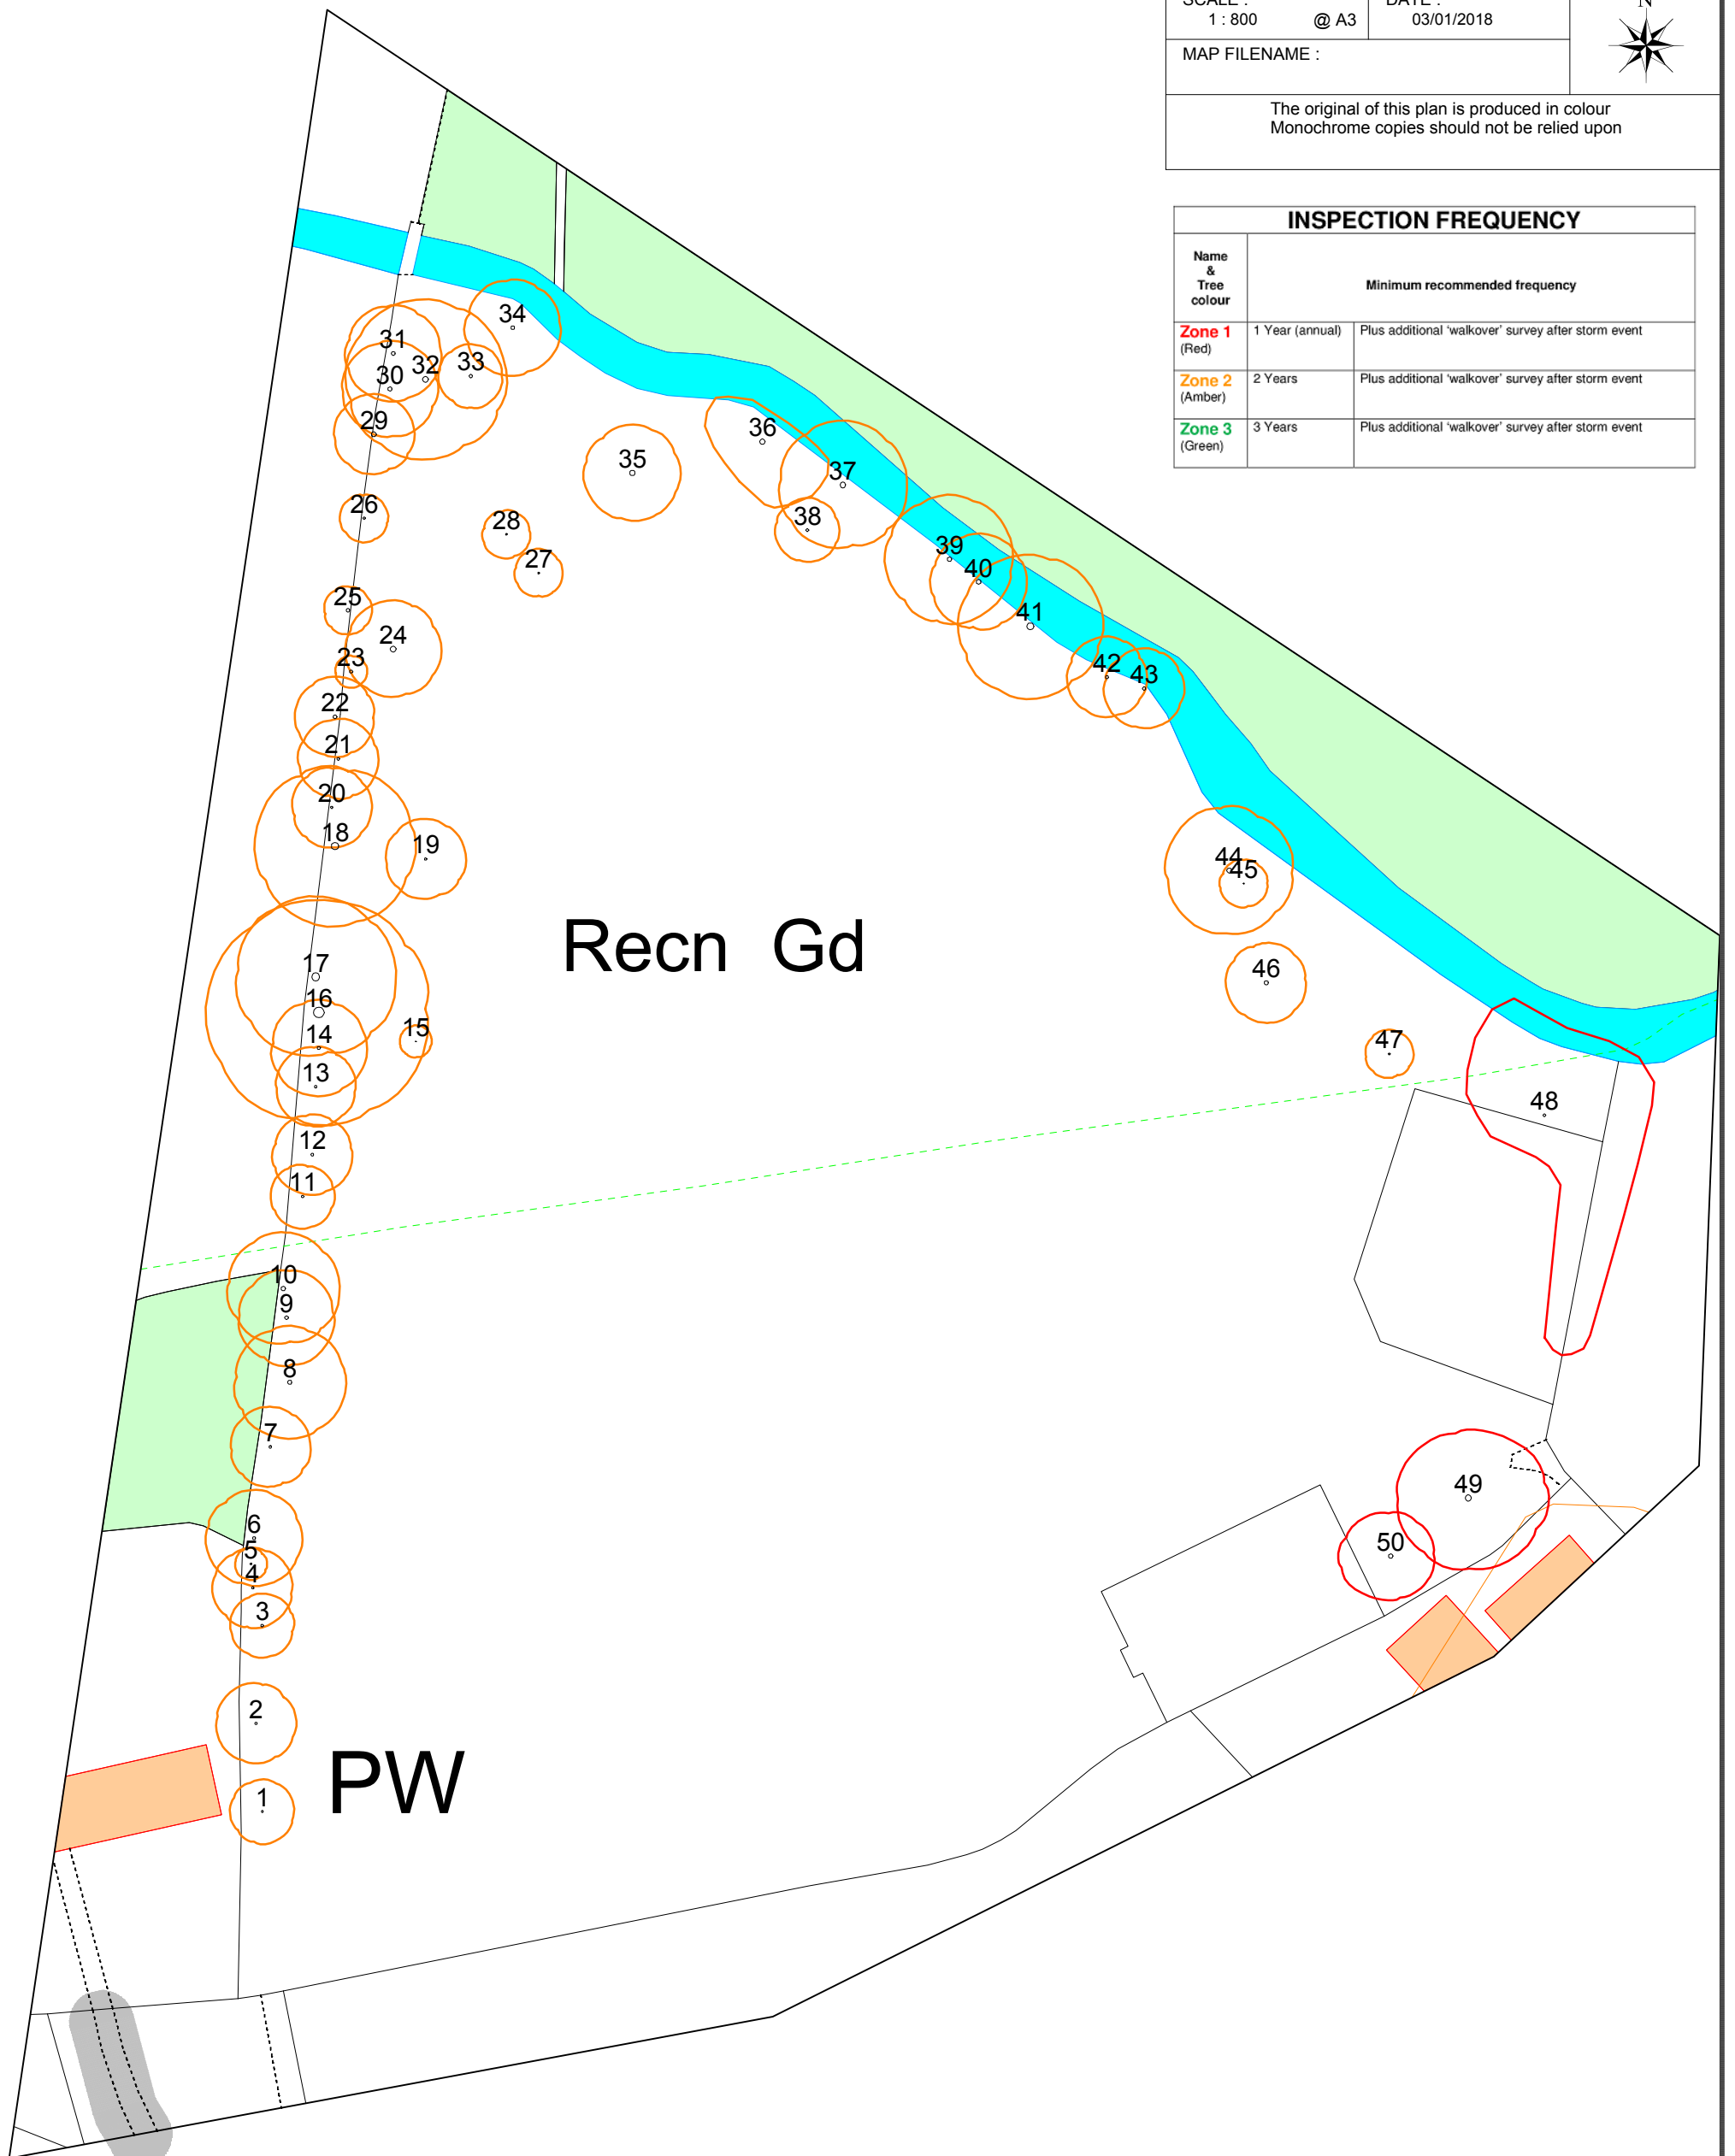 SCALE :
1 : 800 @ A3
DATE :
03/01/2018
N
MAP FILENAME :
The original of this plan is produced in colour
Monochrome copies should not be relied upon
INSPECTION FREQUENCY
Name
&
Tree
colour
Minimum recommended frequency
Zone 1
(Red)
1 Year (annual)
Plus additional ‘walkover’ survey after storm event
Zone 2
(Amber)
2 Years
Plus additional ‘walkover’ survey after storm event
Zone 3
(Green)
3 Years
Plus additional ‘walkover’ survey after storm event
34
31
32
33
30
29
36
35
37
26
28
38
27
39
40
25
41
24
23
42
43
22
21
20
18
19
44
45
Recn Gd
17
46
16
14
15
47
13
48
12
11
10
9
8
7
49
6
5
50
4
3
2
PW
1